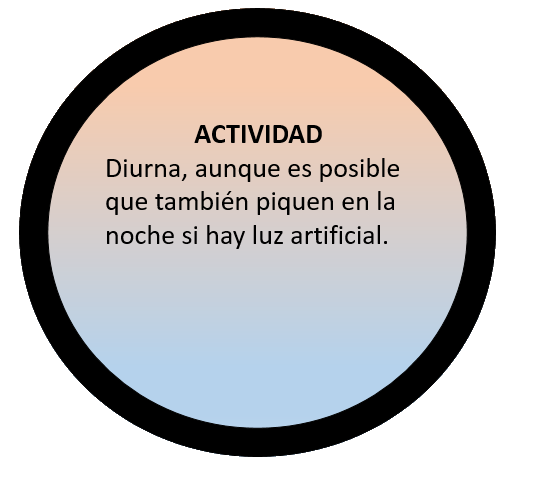 ACTIVIDAD
Diurna, aunque es posible
que también piquen en la
noche si hay luz artificial.